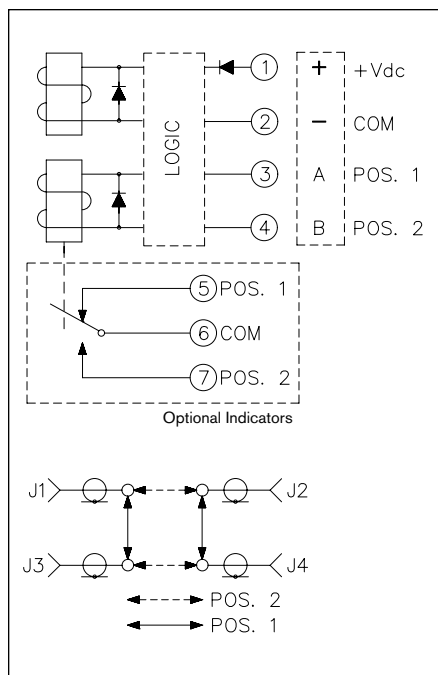 1 + +Vdc
2 − COM
LOGIC
3 A POS. 1
4 B POS. 2
5 POS. 1
6 COM
7 POS. 2
Optional Indicators
J1 J2
J3 J4
POS. 2
POS. 1